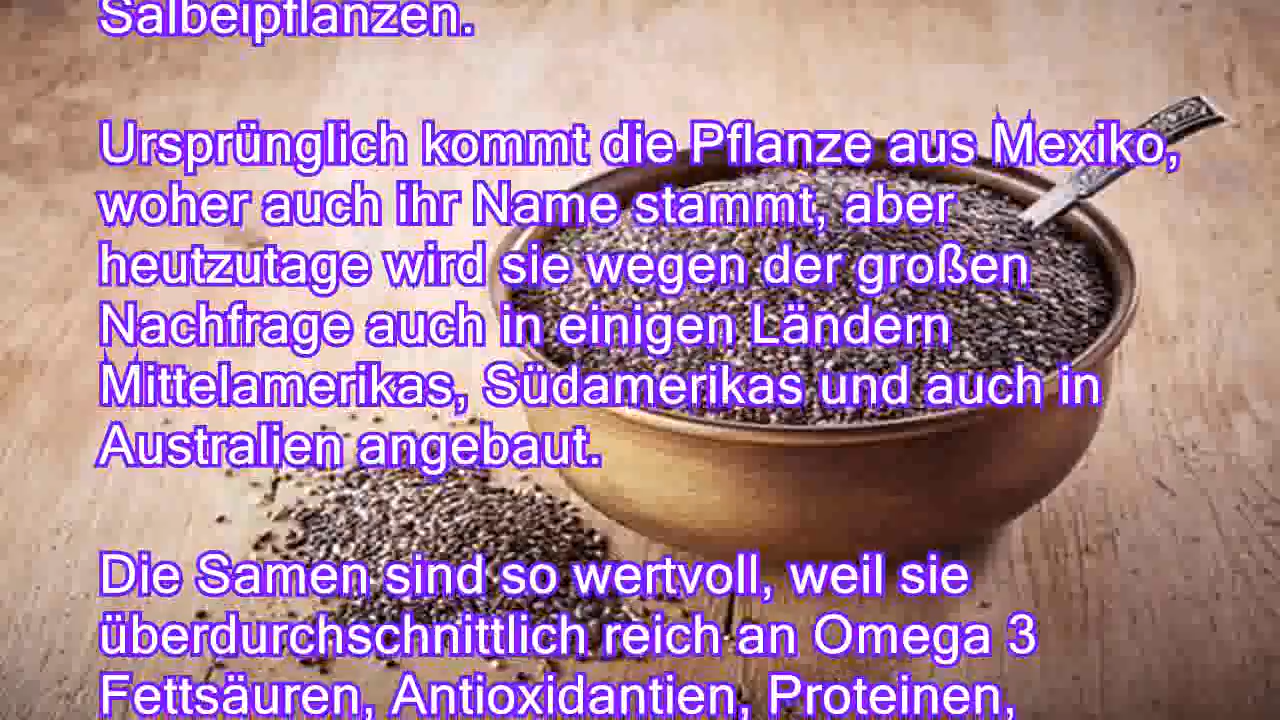 Salbeipflanzen.
Ursprünglich kommt die Pflanze aus Mexiko,
woher auch ihr Name stammt, aber
heutzutage wird sie wegen der großen
Nachfrage auch in einigen Ländern
Mittelamerikas, Südamerikas und auch in
Australien angebaut.
Die Samen sind so wertvoll, weil sie
überdurchschnittlich reich an Omega 3
Fettsäuren, Antioxidantien, Proteinen,